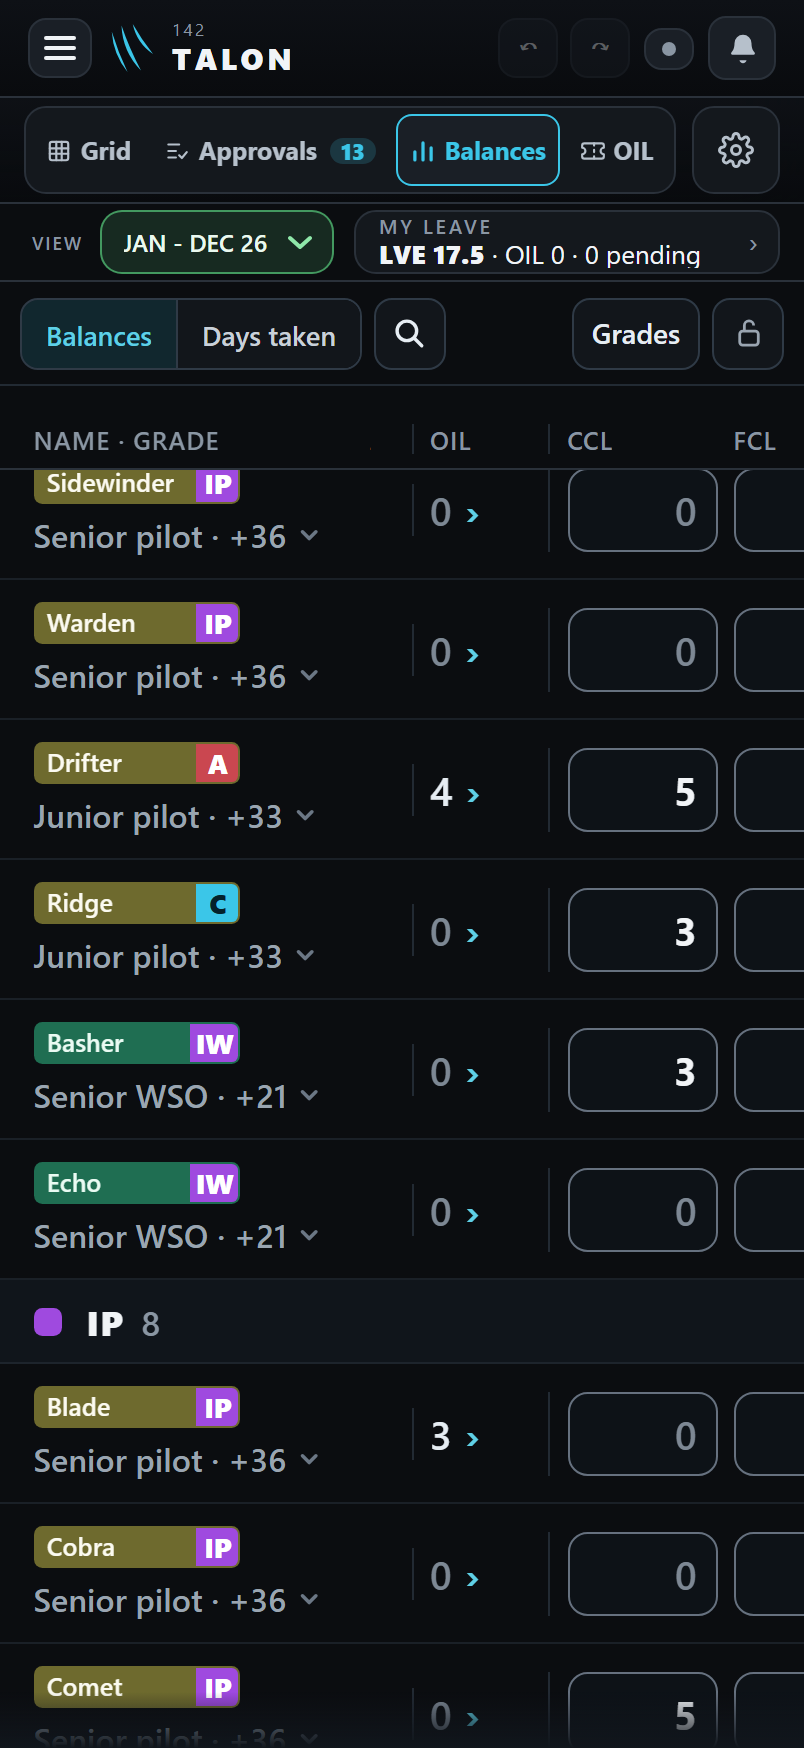 142
TALON
Grid
Approvals 13
Balances
OIL
VIEW
JAN - DEC 26
MY LEAVE
LVE 17.5 · OIL 0 · 0 pending ›
Balances
Days taken
Grades
NAME · GRADE OIL CCL FCL
Sidewinder IP
Senior pilot · +36
0 › 0
Warden IP
Senior pilot · +36
0 › 0
Drifter A
Junior pilot · +33
4 › 5
Ridge C
Junior pilot · +33
0 › 3
Basher IW
Senior WSO · +21
0 › 3
Echo IW
Senior WSO · +21
0 › 0
IP 8
Blade IP
Senior pilot · +36
3 › 0
Cobra IP
Senior pilot · +36
0 › 0
Comet IP
Senior pilot · +36
0 › 5